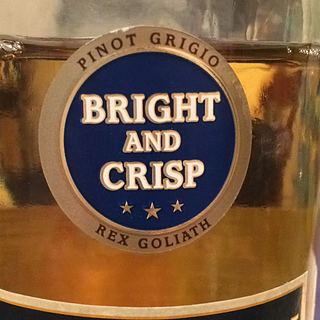 PINOT GRIGIO
BRIGHT
AND
CRISP
REX GOLIATH